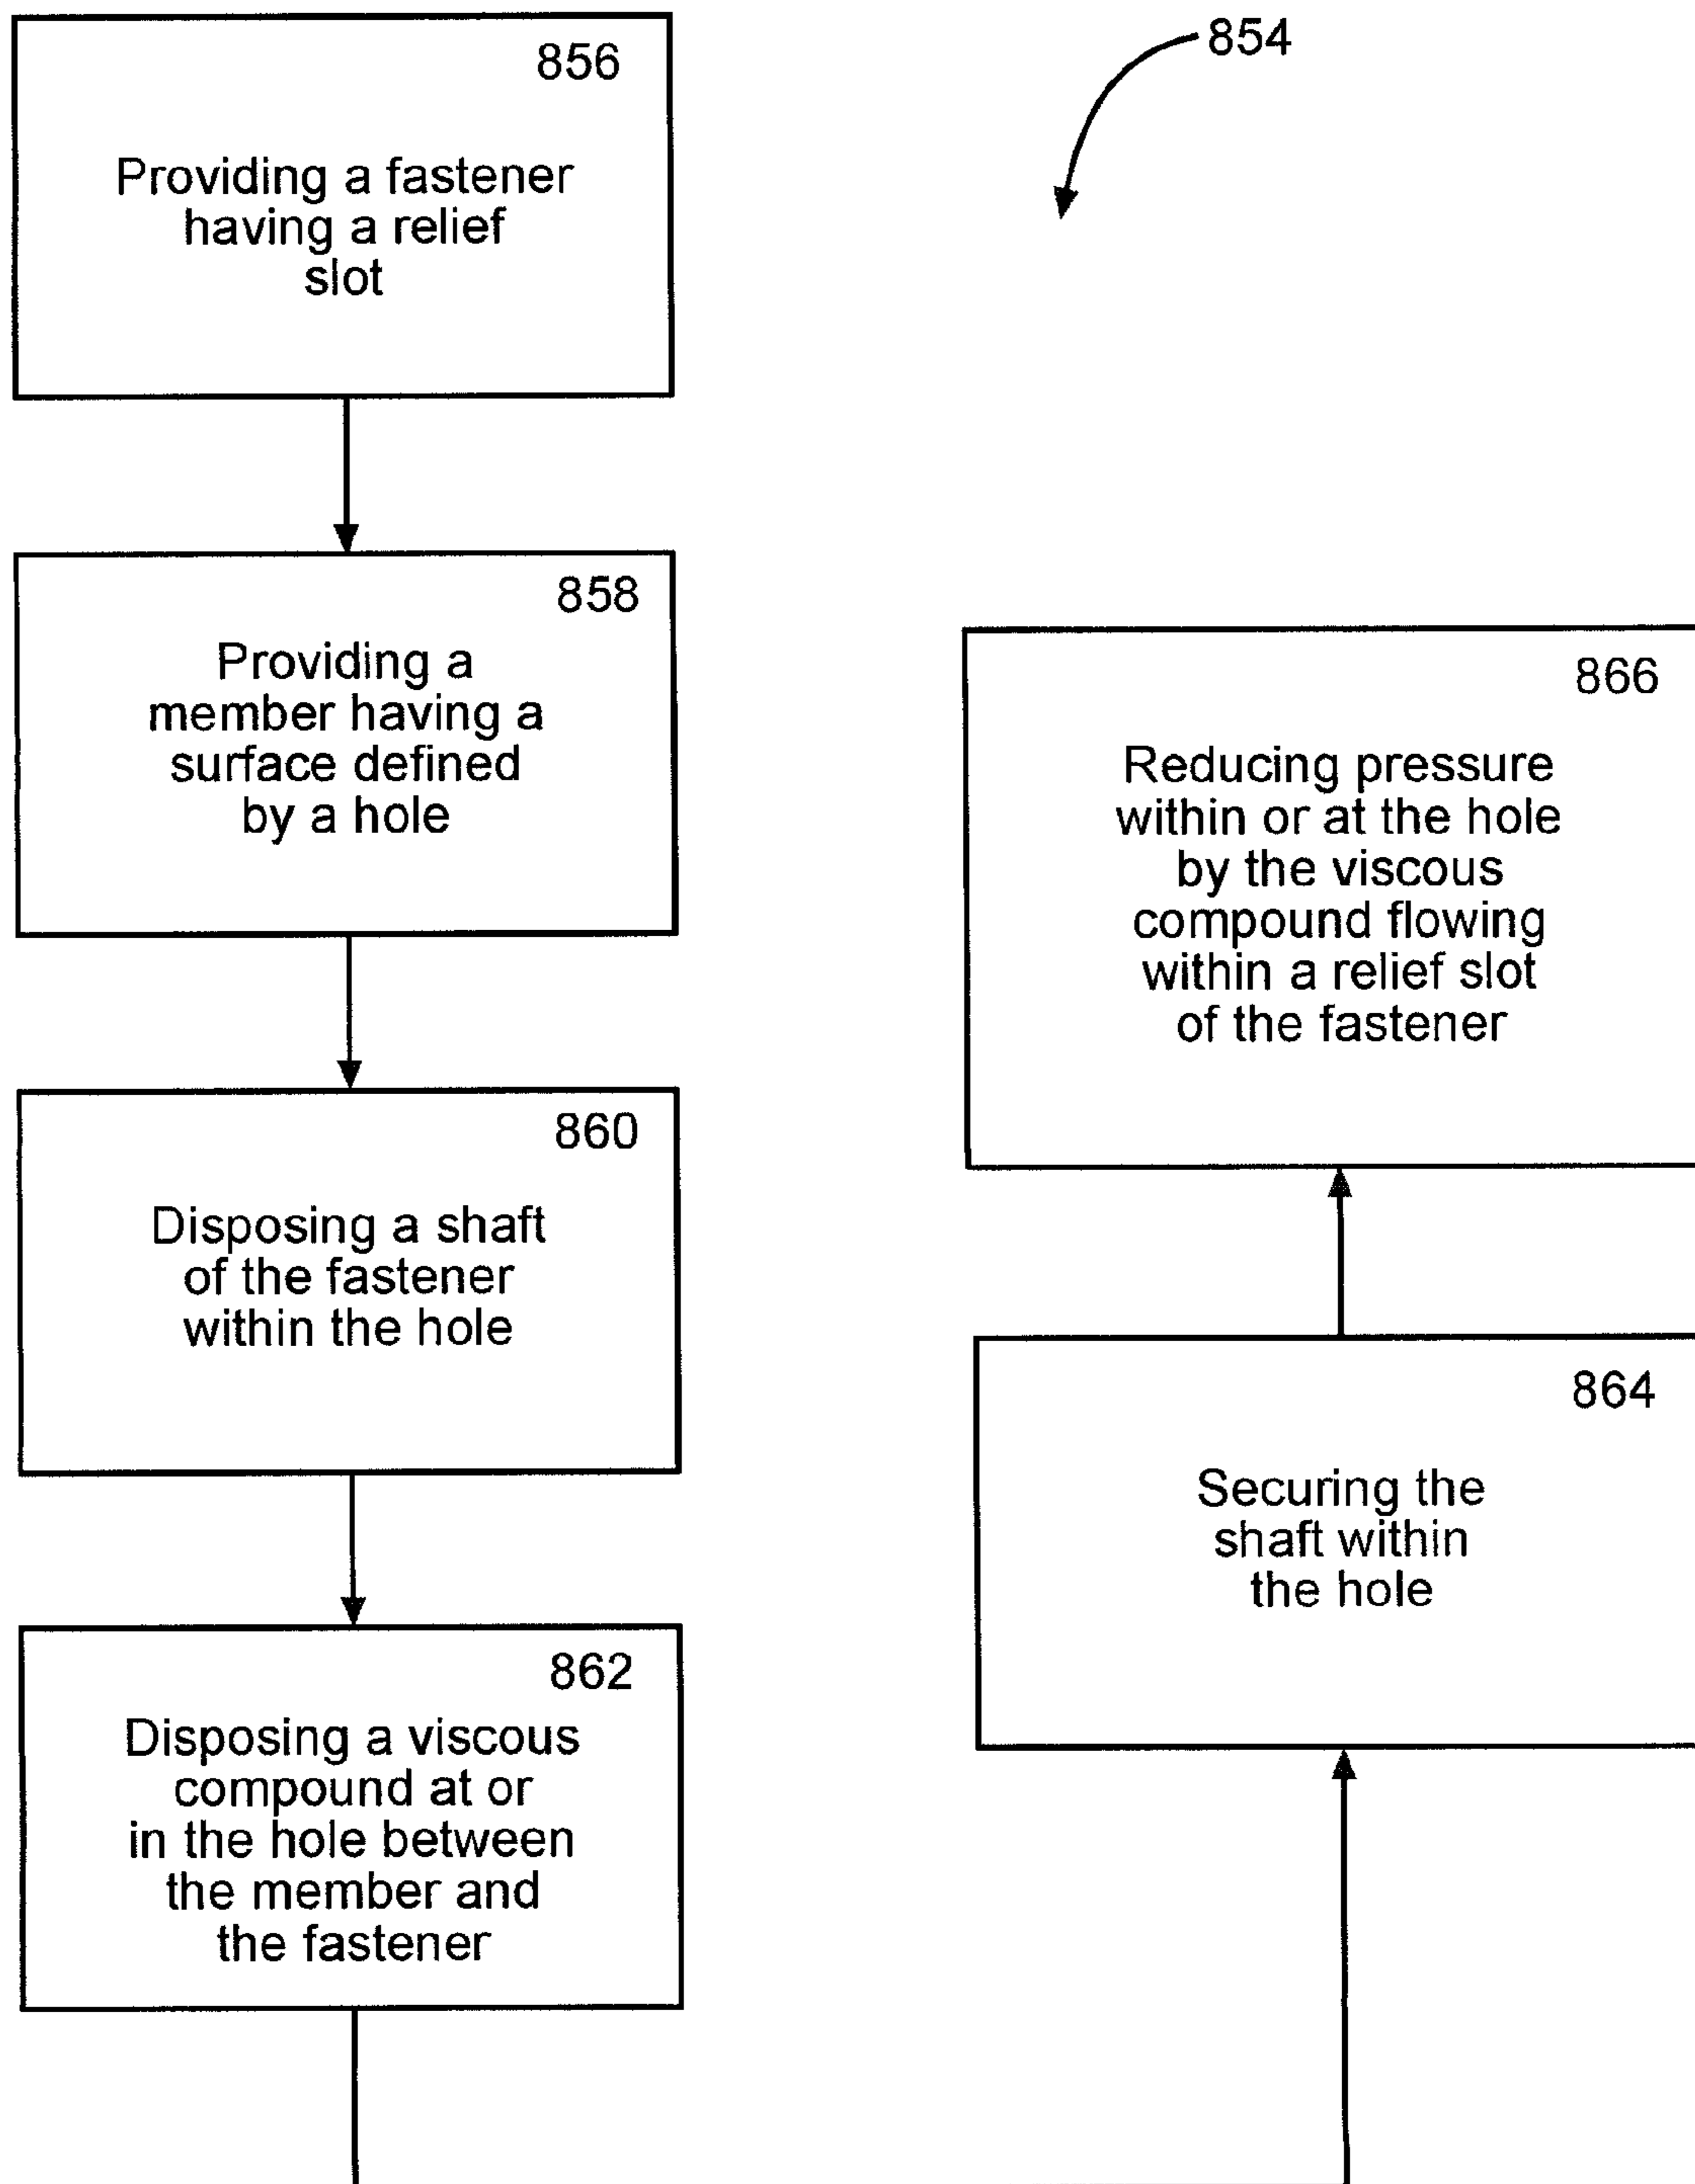 854
856
Providing a fastener
having a relief
slot
858
Providing a
member having a
surface defined
by a hole
860
Disposing a shaft
of the fastener
within the hole
862
Disposing a viscous
compound at or
in the hole between
the member and
the fastener
864
Securing the
shaft within
the hole
866
Reducing pressure
within or at the hole
by the viscous
compound flowing
within a relief slot
of the fastener